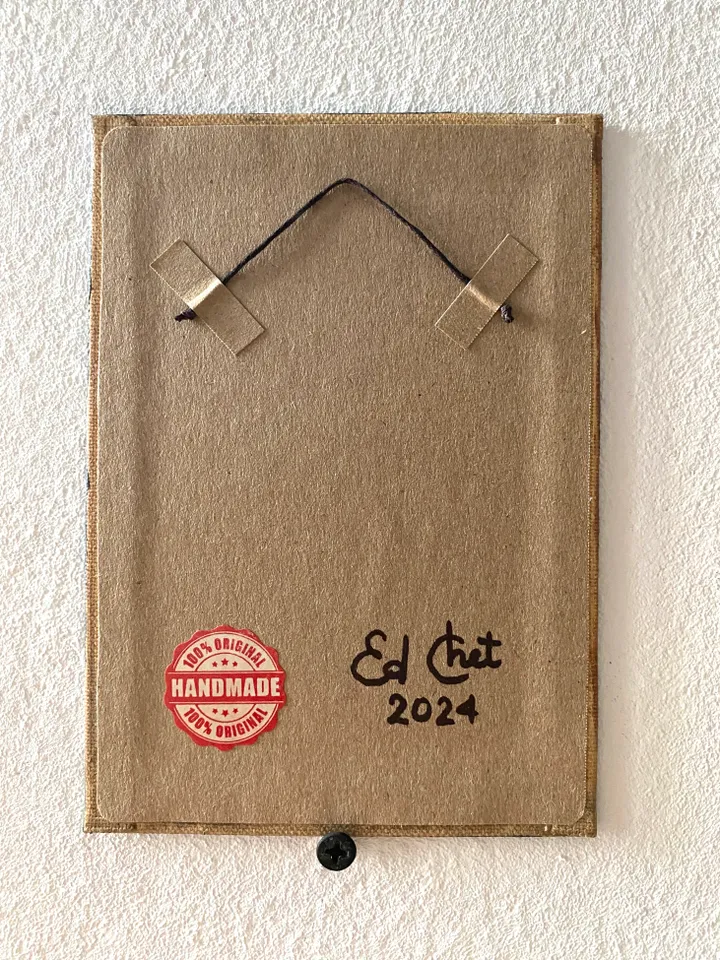 100% ORIGINAL
HANDMADE
100% ORIGINAL
Ed Chet
2024